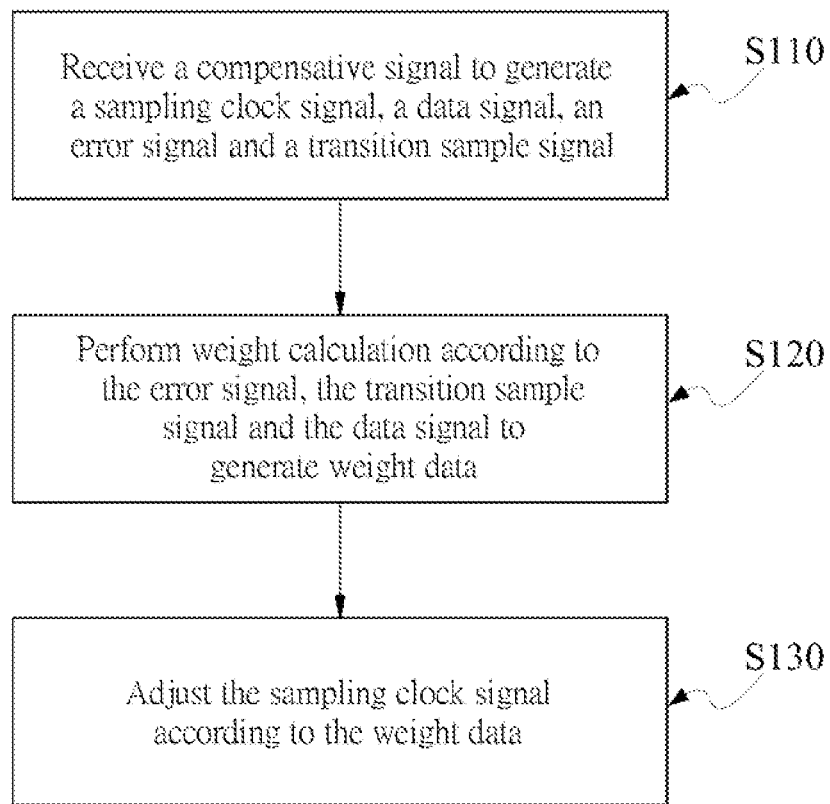 Receive a compensative signal to generate
a sampling clock signal, a data signal, an
error signal and a transition sample signal
S110
Perform weight calculation according to
the error signal, the transition sample
signal and the data signal to
generate weight data
S120
Adjust the sampling clock signal
according to the weight data
S130